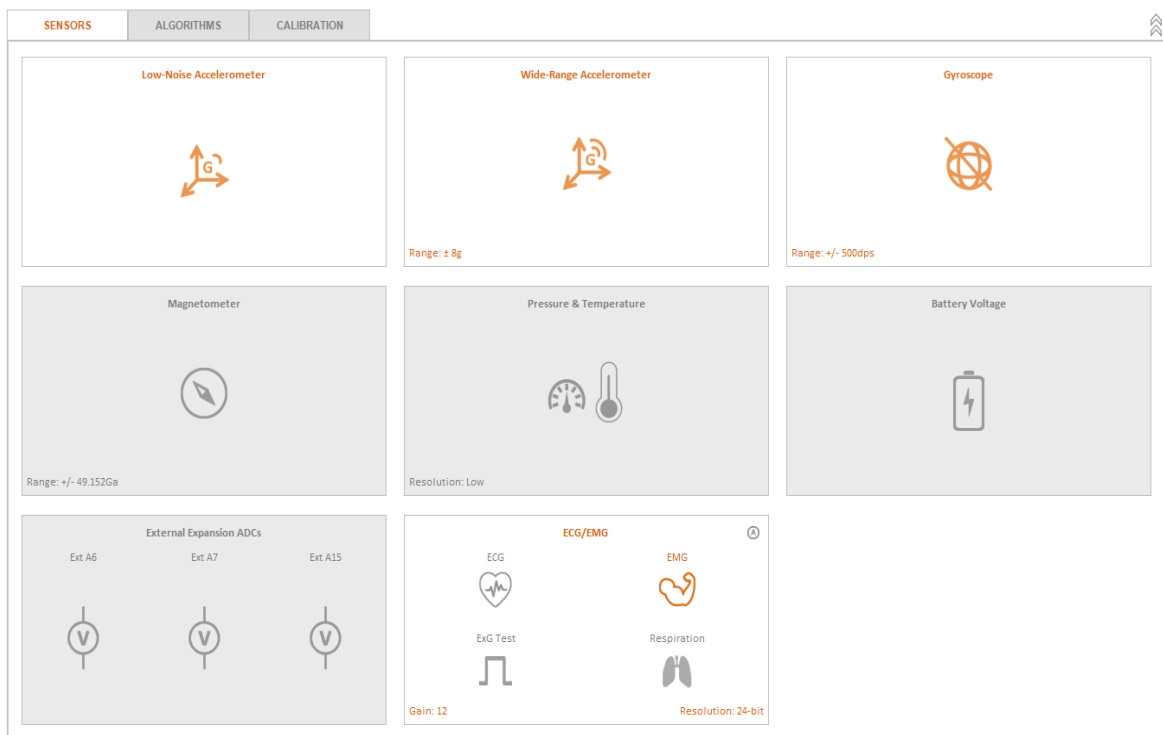 SENSORS ALGORITHMS CALIBRATION
Low-Noise Accelerometer
G
Wide-Range Accelerometer
G
Range: ± 8g
Gyroscope
Range: +/- 500dps
Magnetometer
Range: +/- 49.152Ga
Pressure & Temperature
Resolution: Low
Battery Voltage
External Expansion ADCs
Ext A6 Ext A7 Ext A15
V V V
ECG/EMG A
ECG EMG
ExG Test Respiration
Gain: 12 Resolution: 24-bit